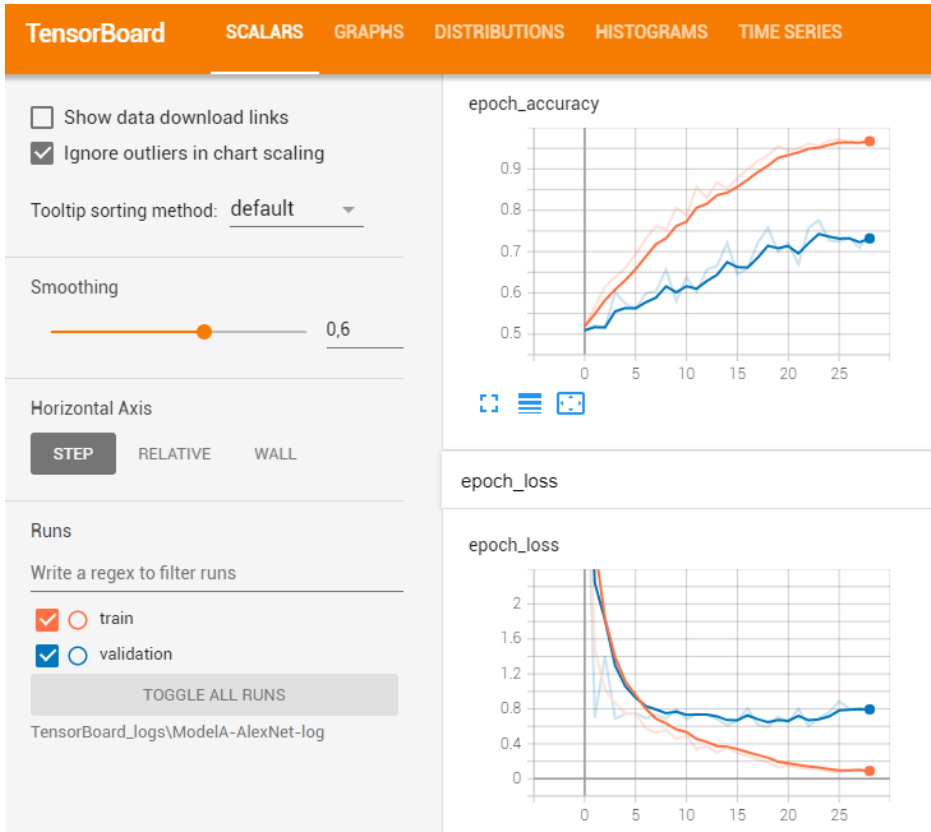 TensorBoard SCALARS GRAPHS DISTRIBUTIONS HISTOGRAMS TIME SERIES
Show data download links
Ignore outliers in chart scaling
Tooltip sorting method: default
Smoothing
0,6
Horizontal Axis
STEP RELATIVE WALL
Runs
Write a regex to filter runs
train
validation
TOGGLE ALL RUNS
TensorBoard_logs\ModelA-AlexNet-log
epoch_accuracy
0.9
0.8
0.7
0.6
0.5
0 5 10 15 20 25
epoch_loss
epoch_loss
2
1.6
1.2
0.8
0.4
0
0 5 10 15 20 25